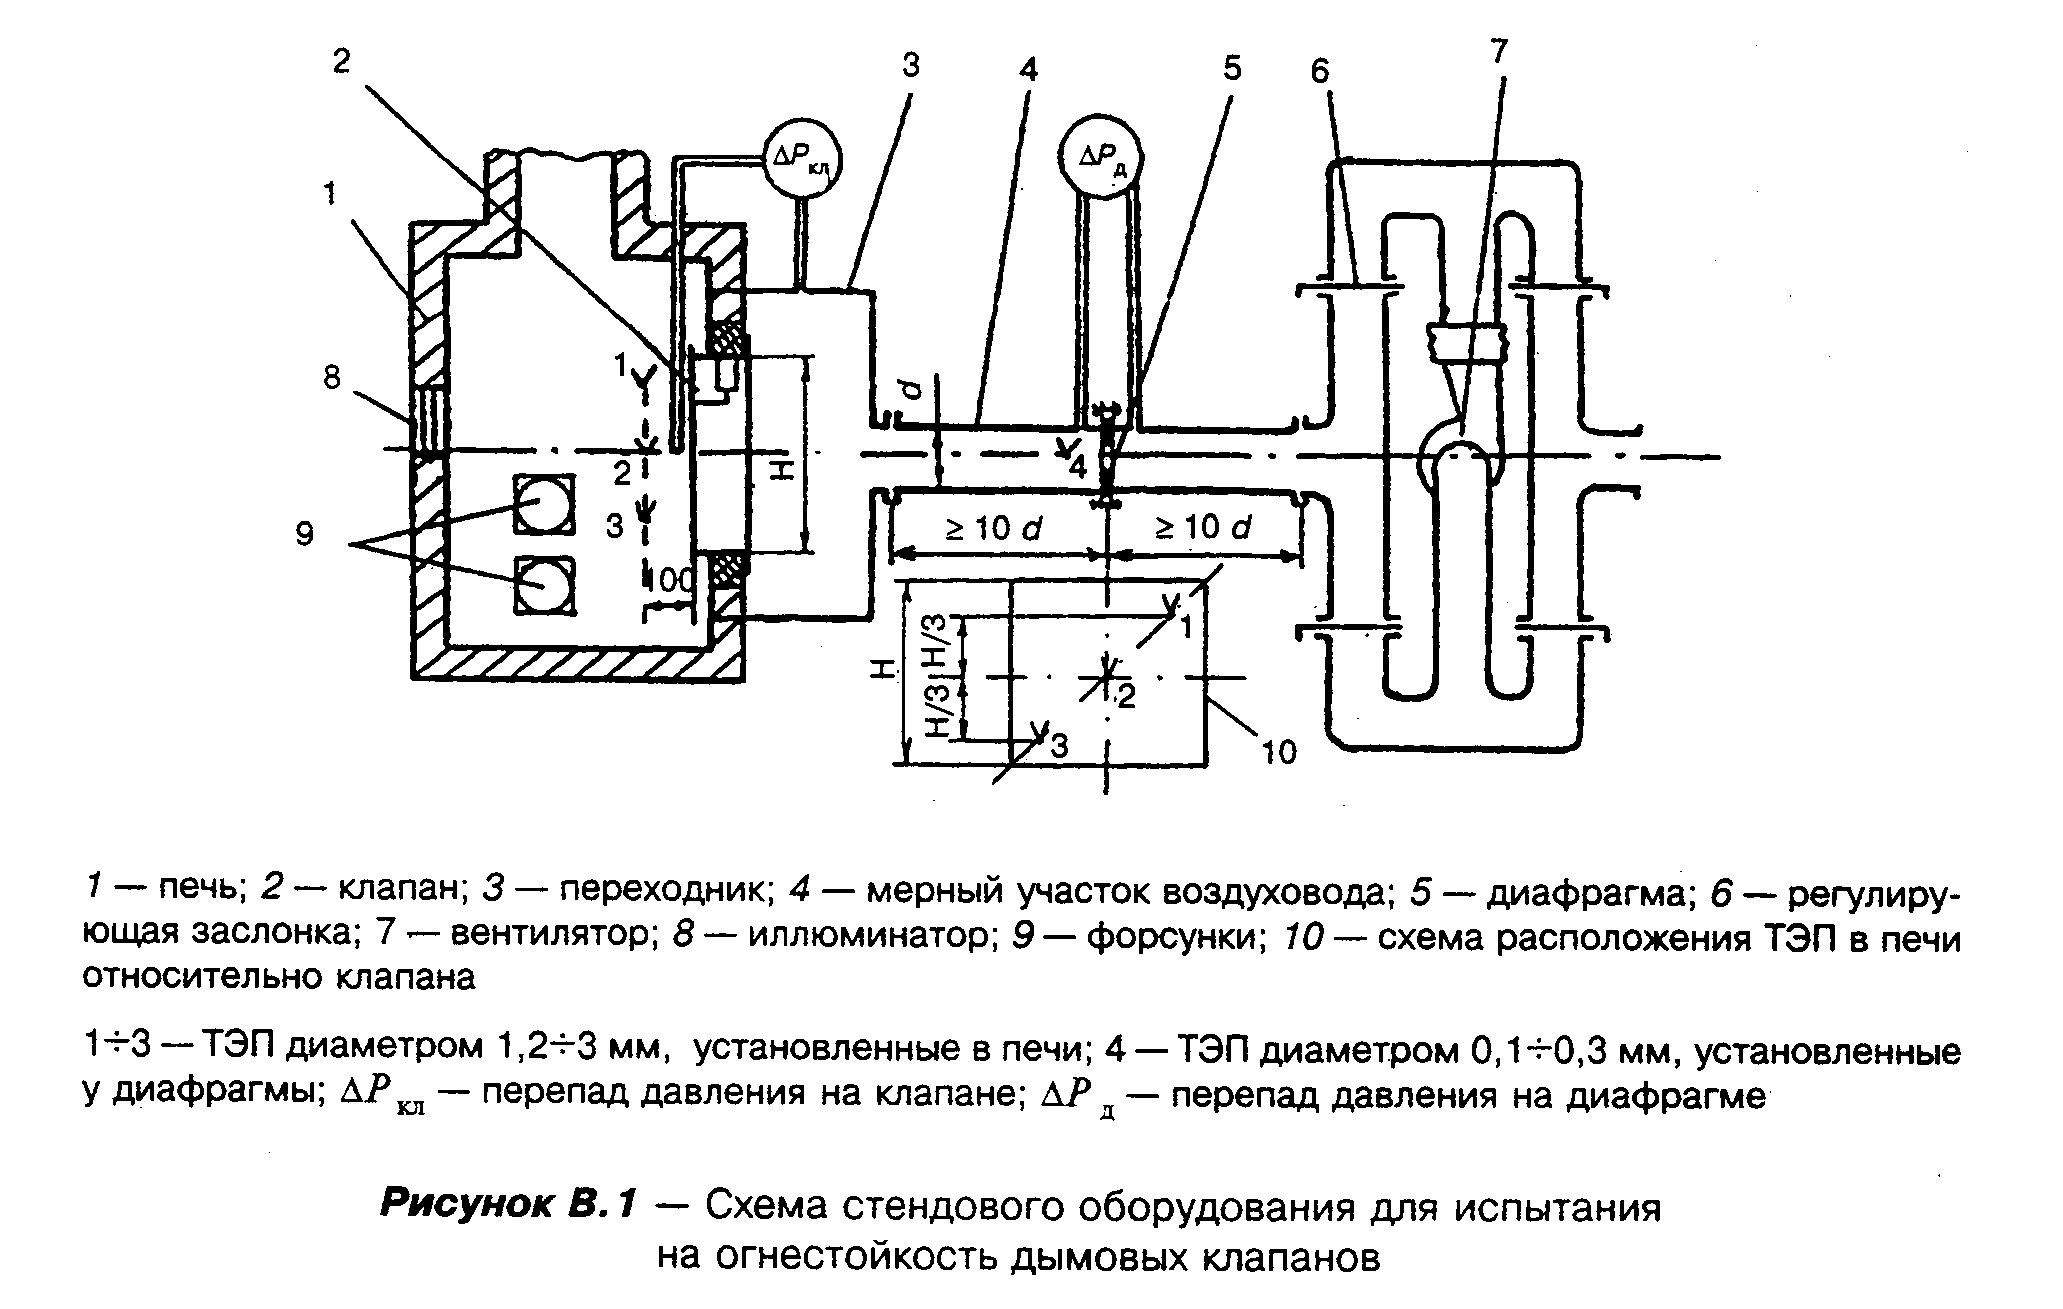 2
3
4
5
6
7
ΔPкл
ΔPд
1
1
8
d
2
H
4
9
3
≥ 10 d
≥ 10 d
100
H
H/3
H/3
1
2
3
10
1 — печь; 2 — клапан; 3 — переходник; 4 — мерный участок воздуховода; 5 — диафрагма; 6 — регулиру-
ющая заслонка; 7 — вентилятор; 8 — иллюминатор; 9 — форсунки; 10 — схема расположения ТЭП в печи
относительно клапана
1÷3 — ТЭП диаметром 1,2÷3 мм, установленные в печи; 4 — ТЭП диаметром 0,1÷0,3 мм, установленные
у диафрагмы; ΔP кл — перепад давления на клапане; ΔP д — перепад давления на диафрагме
Рисунок В.1 — Схема стендового оборудования для испытания
на огнестойкость дымовых клапанов